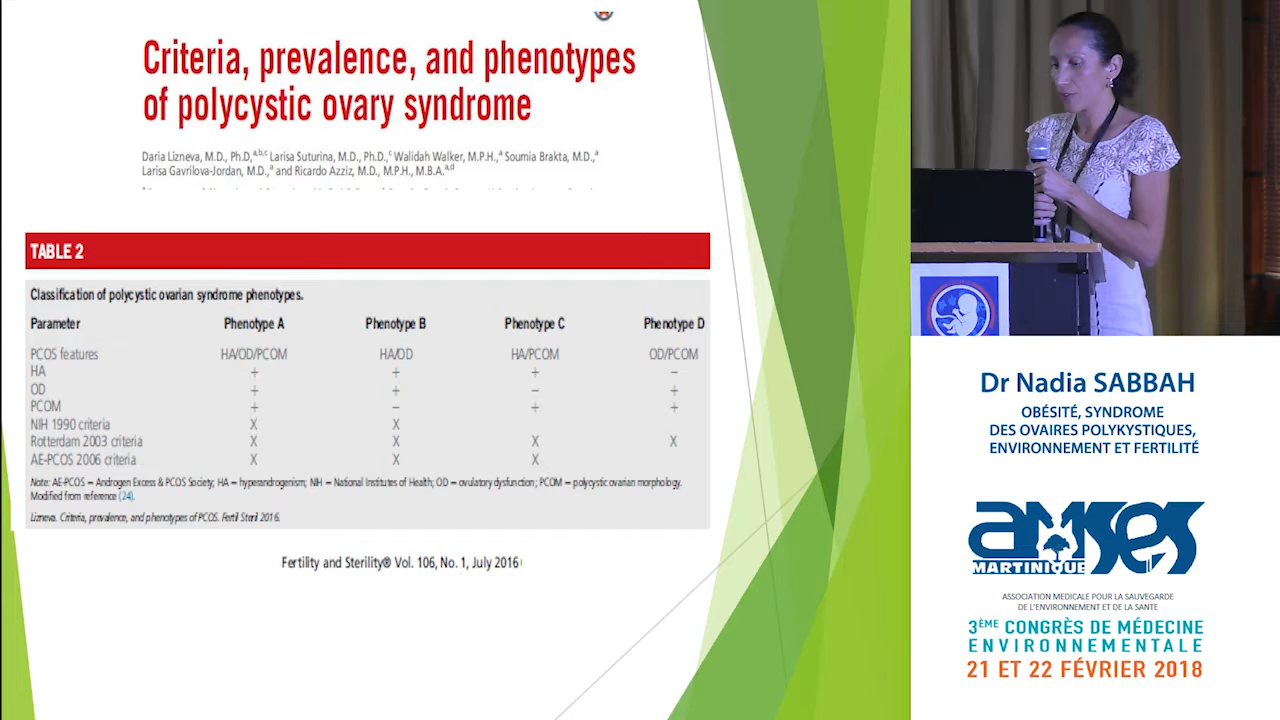 Criteria, prevalence, and phenotypes
of polycystic ovary syndrome
Daria Lizneva, M.D., Ph.D.,a,b,c Larisa Suturina, M.D., Ph.D.,c Walidah Walker, M.P.H.,a Soumia Brakta, M.D.,a
Larisa Gavrilova-Jordan, M.D.,a and Ricardo Azziz, M.D., M.P.H., M.B.A.a,d
TABLE 2
Classification of polycystic ovarian syndrome phenotypes.
Parameter Phenotype A Phenotype B Phenotype C Phenotype D
PCOS features HA/OD/PCOM HA/OD HA/PCOM OD/PCOM
HA + + + −
OD + + − +
PCOM + − + +
NIH 1990 criteria X X
Rotterdam 2003 criteria X X X X
AE-PCOS 2006 criteria X X X
Note: AE-PCOS = Androgen Excess & PCOS Society; HA = hyperandrogenism; NIH = National Institutes of Health; OD = ovulatory dysfunction; PCOM = polycystic ovarian morphology.
Modified from reference (24).
Lizneva. Criteria, prevalence, and phenotypes of PCOS. Fertil Steril 2016.
Fertility and Sterility® Vol. 106, No. 1, July 2016
Dr Nadia SABBAH
OBÉSITÉ, SYNDROME
DES OVAIRES POLYKYSTIQUES,
ENVIRONNEMENT ET FERTILITÉ
AMSES
MARTINIQUE
ASSOCIATION MEDICALE POUR LA SAUVEGARDE
DE L'ENVIRONNEMENT ET DE LA SANTE
3ÈME CONGRÈS DE MÉDECINE
ENVIRONNEMENTALE
21 ET 22 FÉVRIER 2018